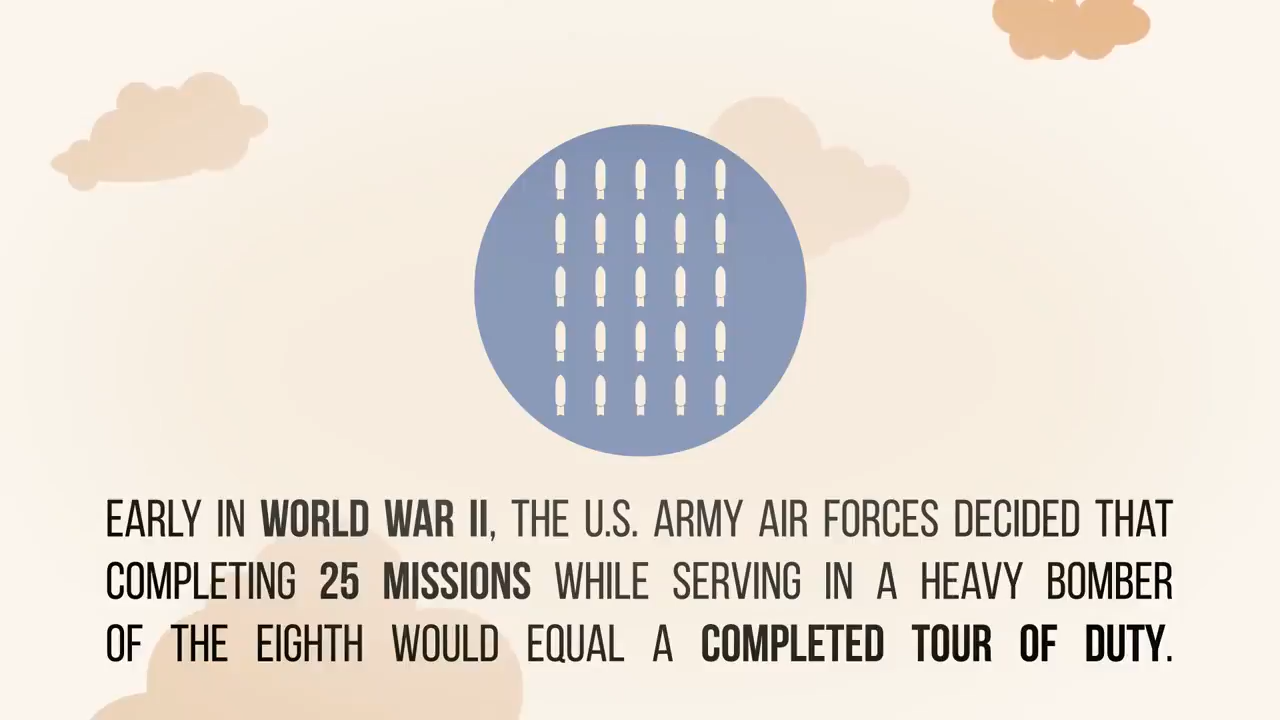 EARLY IN WORLD WAR II, THE U.S. ARMY AIR FORCES DECIDED THAT
COMPLETING 25 MISSIONS WHILE SERVING IN A HEAVY BOMBER
OF THE EIGHTH WOULD EQUAL A COMPLETED TOUR OF DUTY.